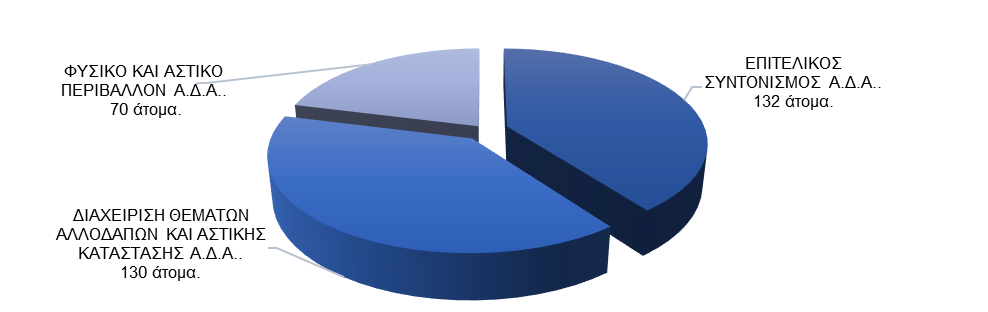 ΦΥΣΙΚΟ ΚΑΙ ΑΣΤΙΚΟ
ΠΕΡΙΒΑΛΛΟΝ Α.Δ.Α..
70 άτομα.
ΕΠΙΤΕΛΙΚΟΣ
ΣΥΝΤΟΝΙΣΜΟΣ Α.Δ.Α..
132 άτομα.
ΔΙΑΧΕΙΡΙΣΗ ΘΕΜΑΤΩΝ
ΑΛΛΟΔΑΠΩΝ ΚΑΙ ΑΣΤΙΚΗΣ
ΚΑΤΑΣΤΑΣΗΣ Α.Δ.Α..
130 άτομα.